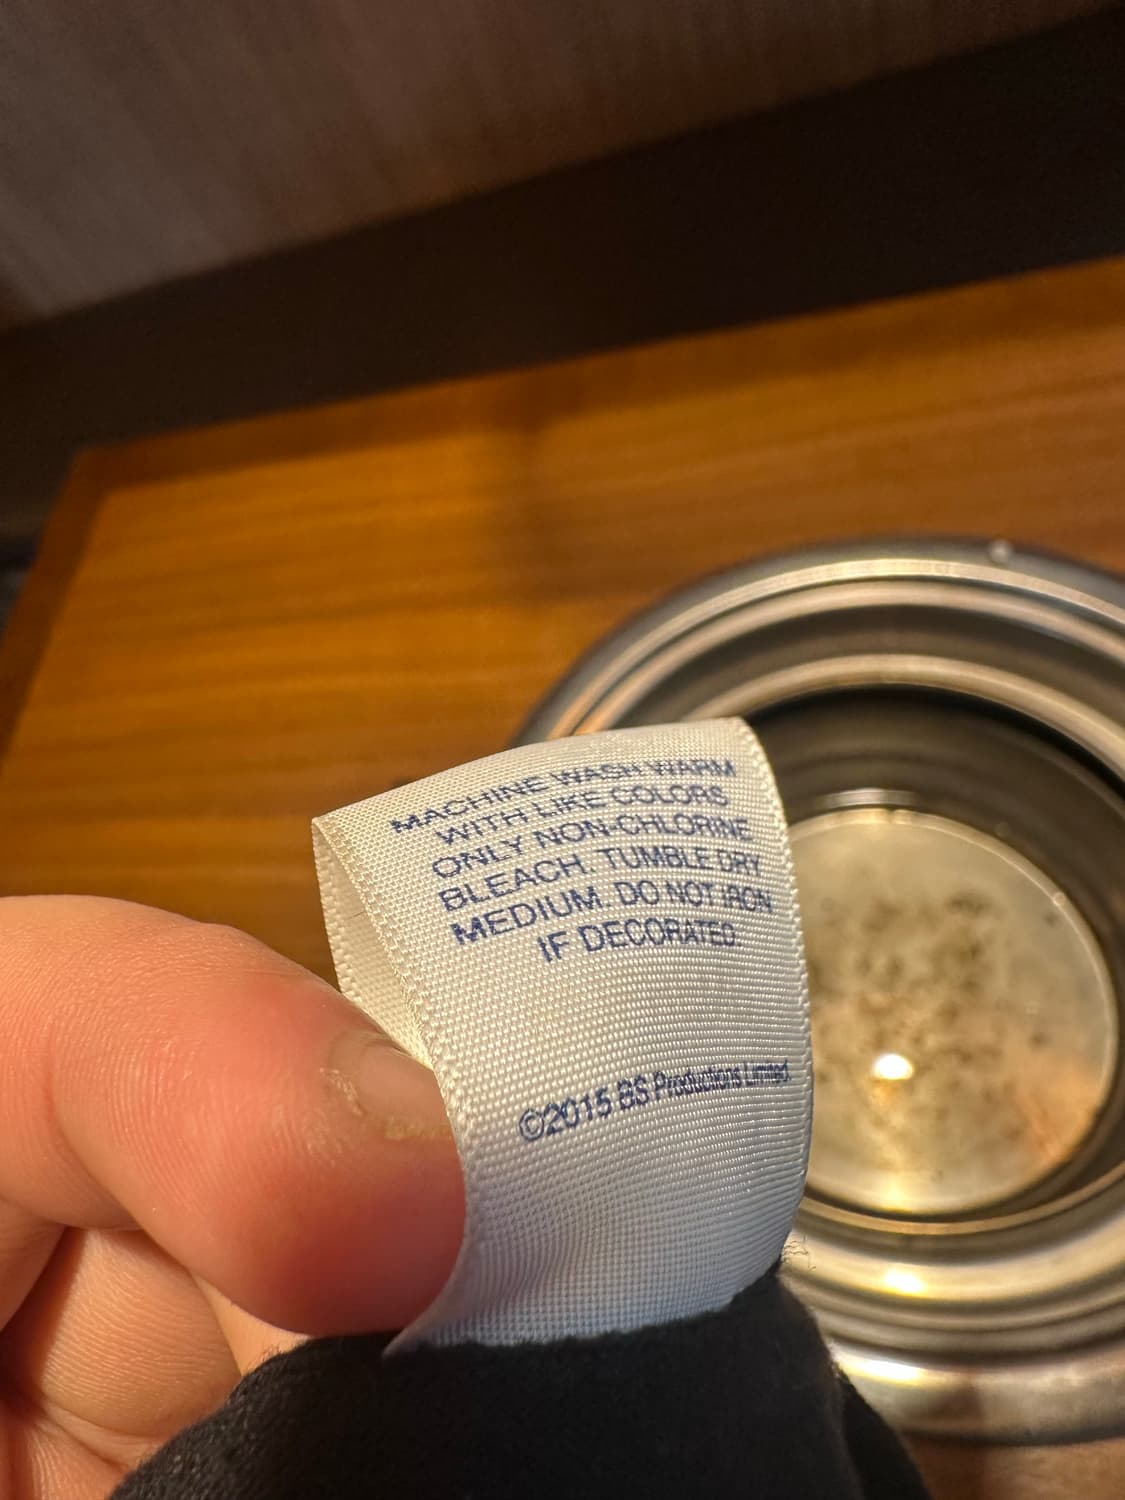 MACHINE WASH WARM
WITH LIKE COLORS
ONLY NON-CHLORINE
BLEACH. TUMBLE DRY
MEDIUM. DO NOT IRON
IF DECORATED
©2015 BS Productions Limited